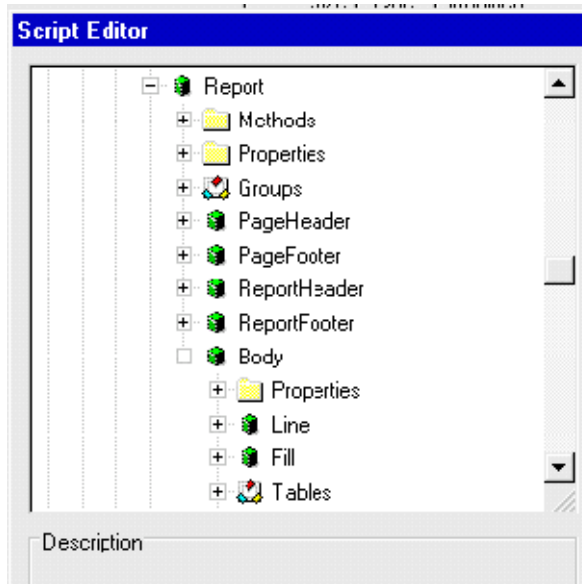 Script Editor
Report
Methods
Properties
Groups
PageHeader
PageFooter
ReportHeader
ReportFooter
Body
Properties
Line
Fill
Tables
Description